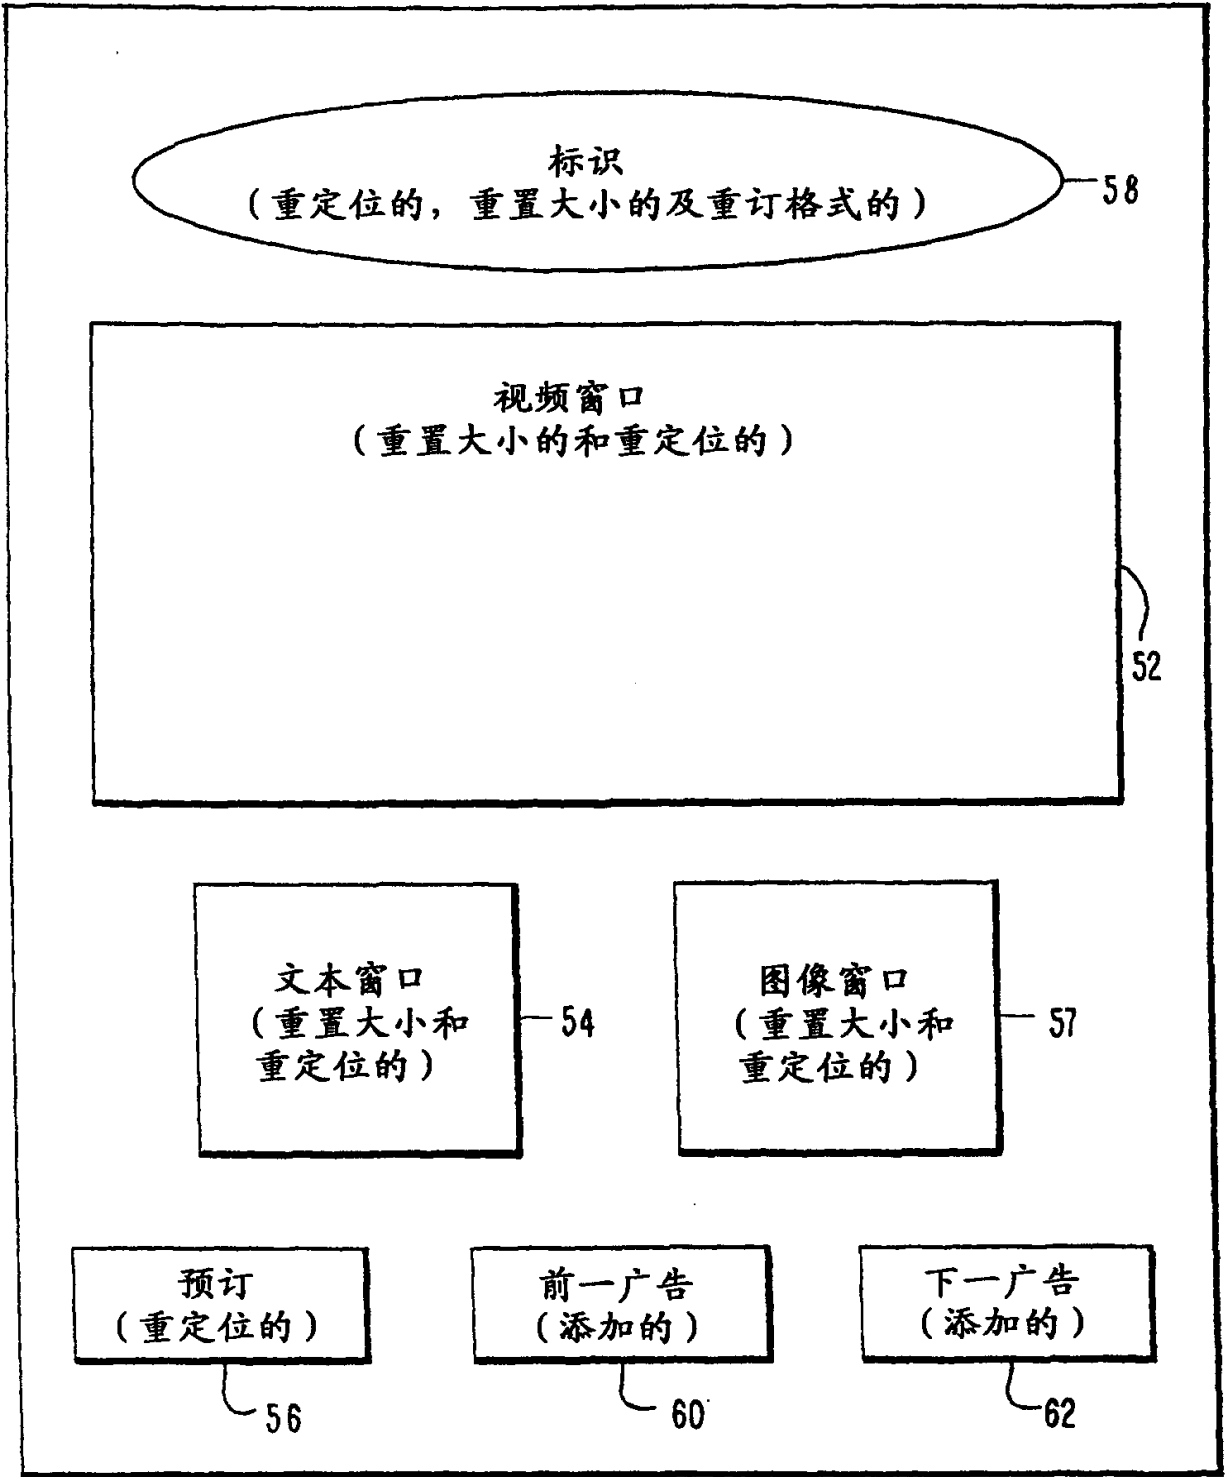 标识
（重定位的，重置大小的及重订格式的）
58
视频窗口
（重置大小的和重定位的）
52
文本窗口
（重置大小和
重定位的）
54
图像窗口
（重置大小和
重定位的）
57
预订
（重定位的）
56
前一广告
（添加的）
60
下一广告
（添加的）
62